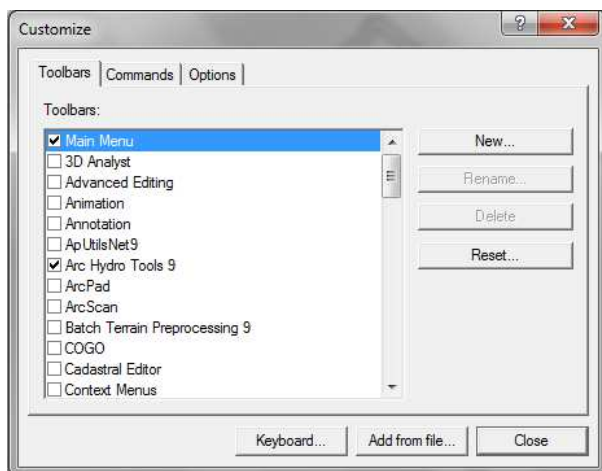 Customize
Toolbars Commands Options
Toolbars:
Main Menu
3D Analyst
Advanced Editing
Animation
Annotation
ApUtilsNet9
Arc Hydro Tools 9
ArcPad
ArcScan
Batch Terrain Preprocessing 9
COGO
Cadastral Editor
Context Menus
New...
Rename...
Delete
Reset...
Keyboard... Add from file... Close